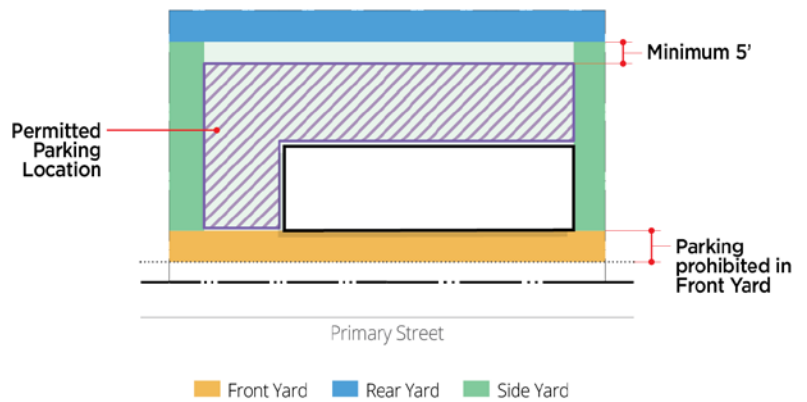 Minimum 5’
Permitted
Parking
Location
Parking
prohibited in
Front Yard
Primary Street
Front Yard
Rear Yard
Side Yard